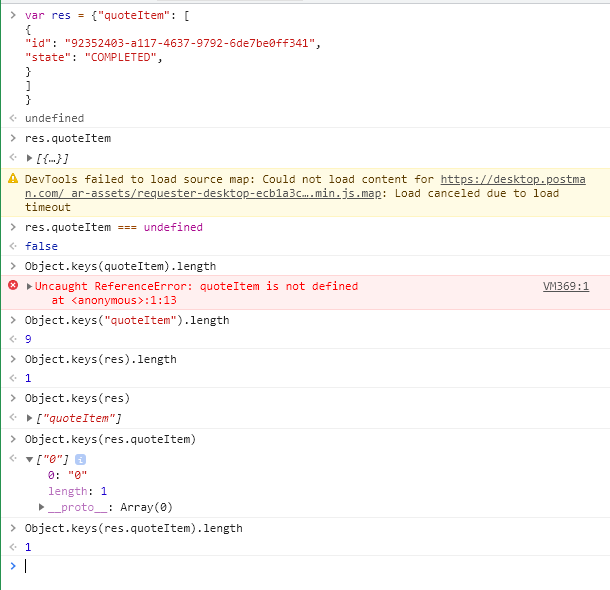 > var res = {"quoteItem": [
{
"id": "92352403-a117-4637-9792-6de7be0ff341",
"state": "COMPLETED",
}
]
}
undefined
> res.quoteItem
▶[{…}]
DevTools failed to load source map: Could not load content for https://desktop.postma
n.com/_ar-assets/requester-desktop-ecb1a3c….min.js.map: Load canceled due to load
timeout
> res.quoteItem === undefined
false
> Object.keys(quoteItem).length
▶Uncaught ReferenceError: quoteItem is not defined VM369:1
at <anonymous>:1:13
> Object.keys("quoteItem").length
9
> Object.keys(res).length
1
> Object.keys(res)
▶["quoteItem"]
> Object.keys(res.quoteItem)
▼["0"] i
0: "0"
length: 1
▶__proto__: Array(0)
> Object.keys(res.quoteItem).length
1
>